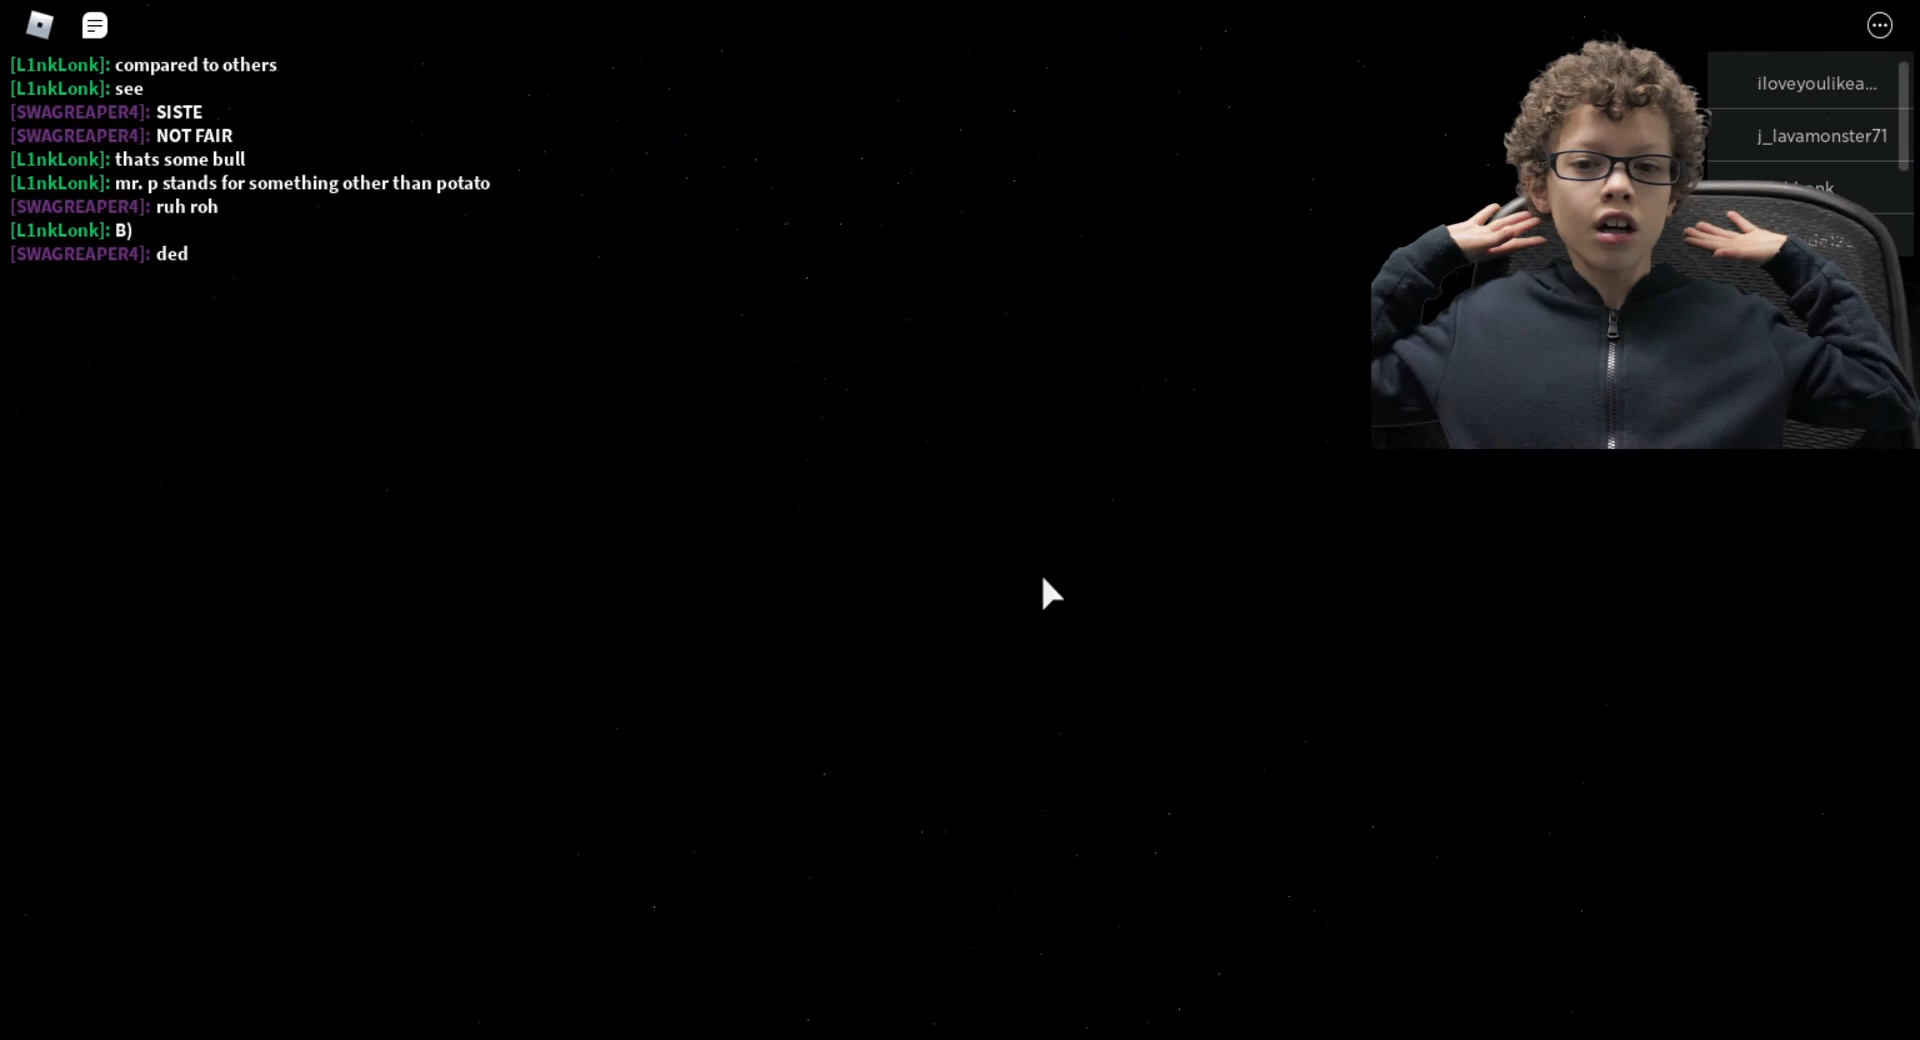 [L1nkLonk]: compared to others
[L1nkLonk]: see
[SWAGREAPER4]: SISTE
[SWAGREAPER4]: NOT FAIR
[L1nkLonk]: thats some bull
[L1nkLonk]: mr. p stands for something other than potato
[SWAGREAPER4]: ruh roh
[L1nkLonk]: B)
[SWAGREAPER4]: ded
iloveyoulikea...
j_lavamonster71